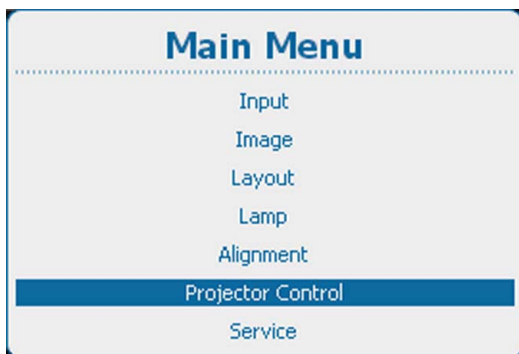 Main Menu
Input
Image
Layout
Lamp
Alignment
Projector Control
Service